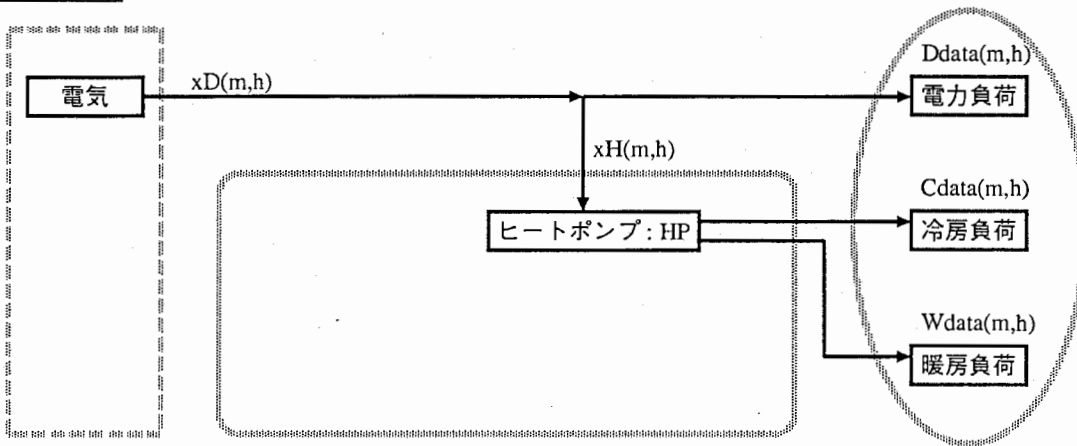 電気
xD(m,h)
xH(m,h)
ヒートポンプ : HP
Ddata(m,h)
電力負荷
Cdata(m,h)
冷房負荷
Wdata(m,h)
暖房負荷